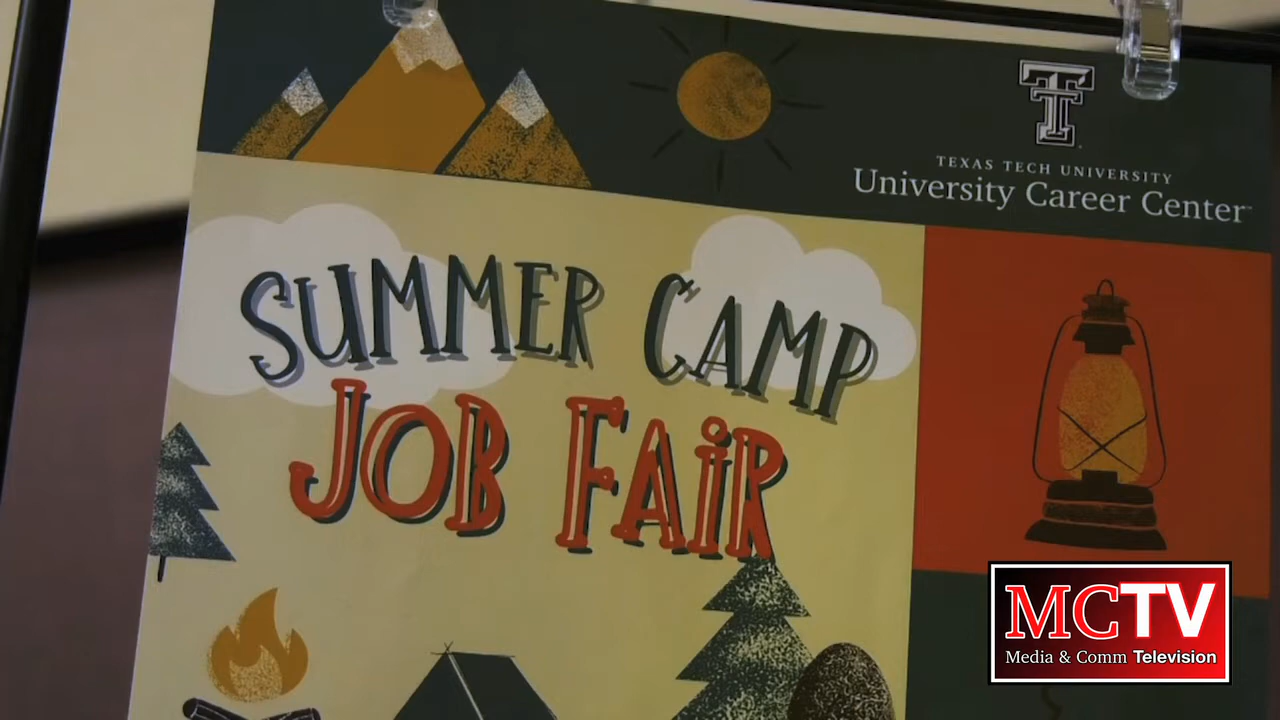 TEXAS TECH UNIVERSITY
University Career Center
SUMMER CAMP
JOB FAiR
MCTV
Media & Comm Television